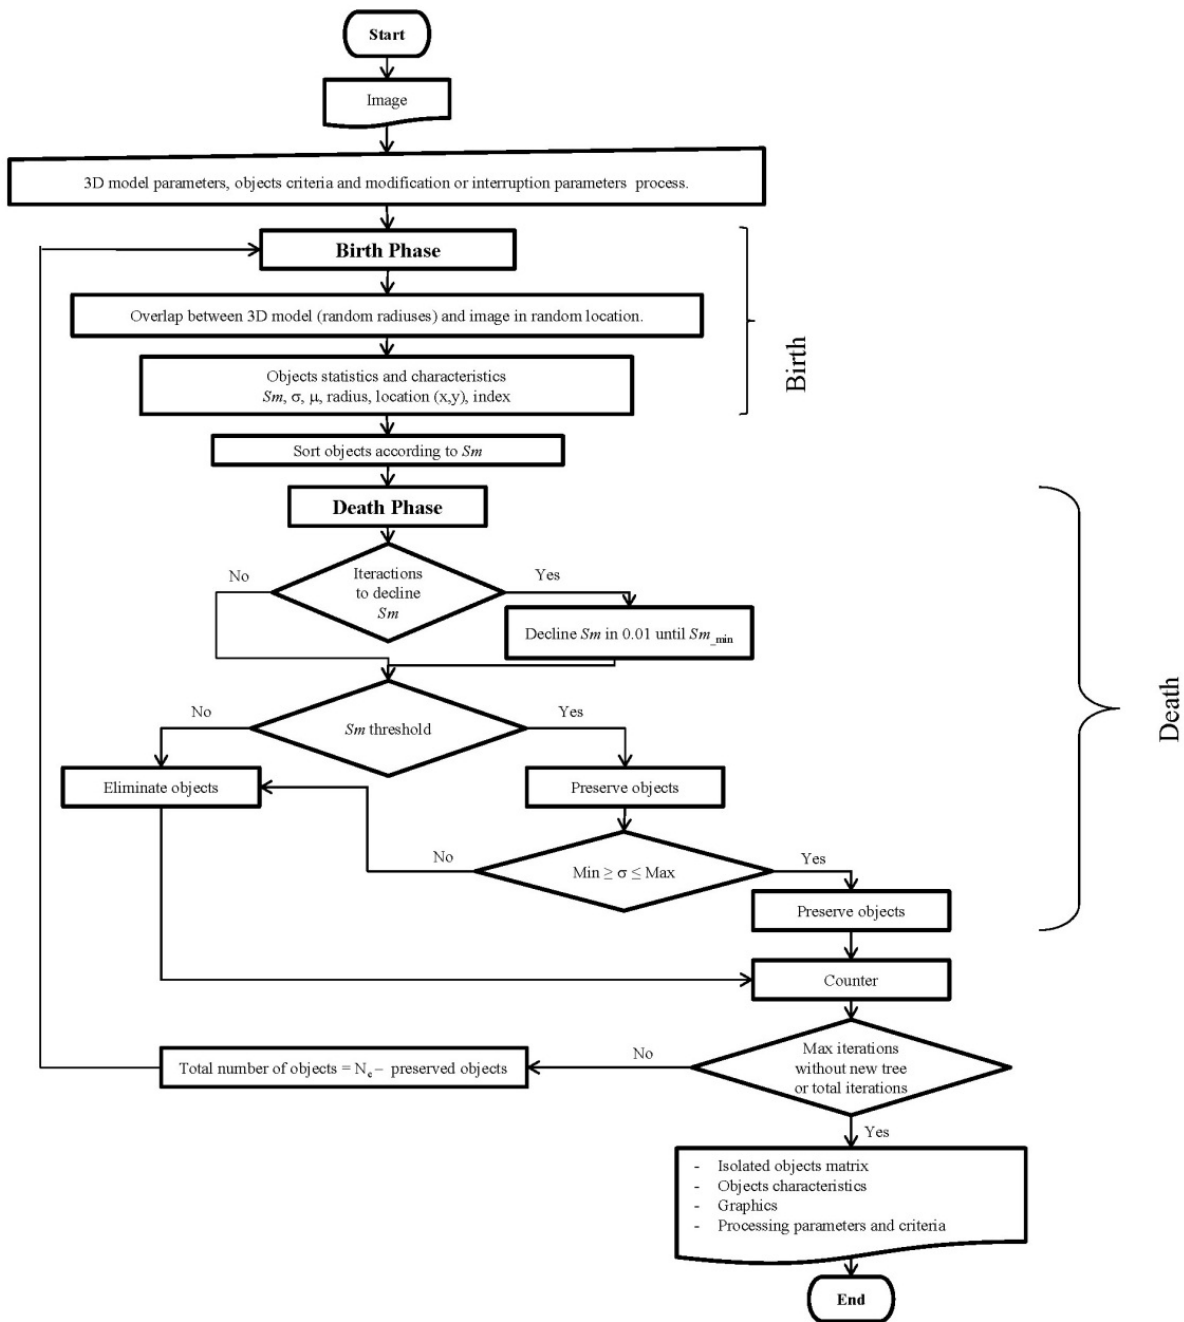 Start
Image
3D model parameters, objects criteria and modification or interruption parameters process.
Birth Phase
Overlap between 3D model (random radiuses) and image in random location.
Objects statistics and characteristics
Sm, σ, μ, radius, location (x,y), index
Birth
Sort objects according to Sm
Death Phase
No
Iteractions
to decline
Sm
Yes
Decline Sm in 0.01 until Sm_min
No
Sm threshold
Yes
Death
Eliminate objects
Preserve objects
No
Min ≥ σ ≤ Max
Yes
Preserve objects
Counter
Total number of objects = Nc – preserved objects
No
Max iterations
without new tree
or total iterations
Yes
- Isolated objects matrix
- Objects characteristics
- Graphics
- Processing parameters and criteria
End